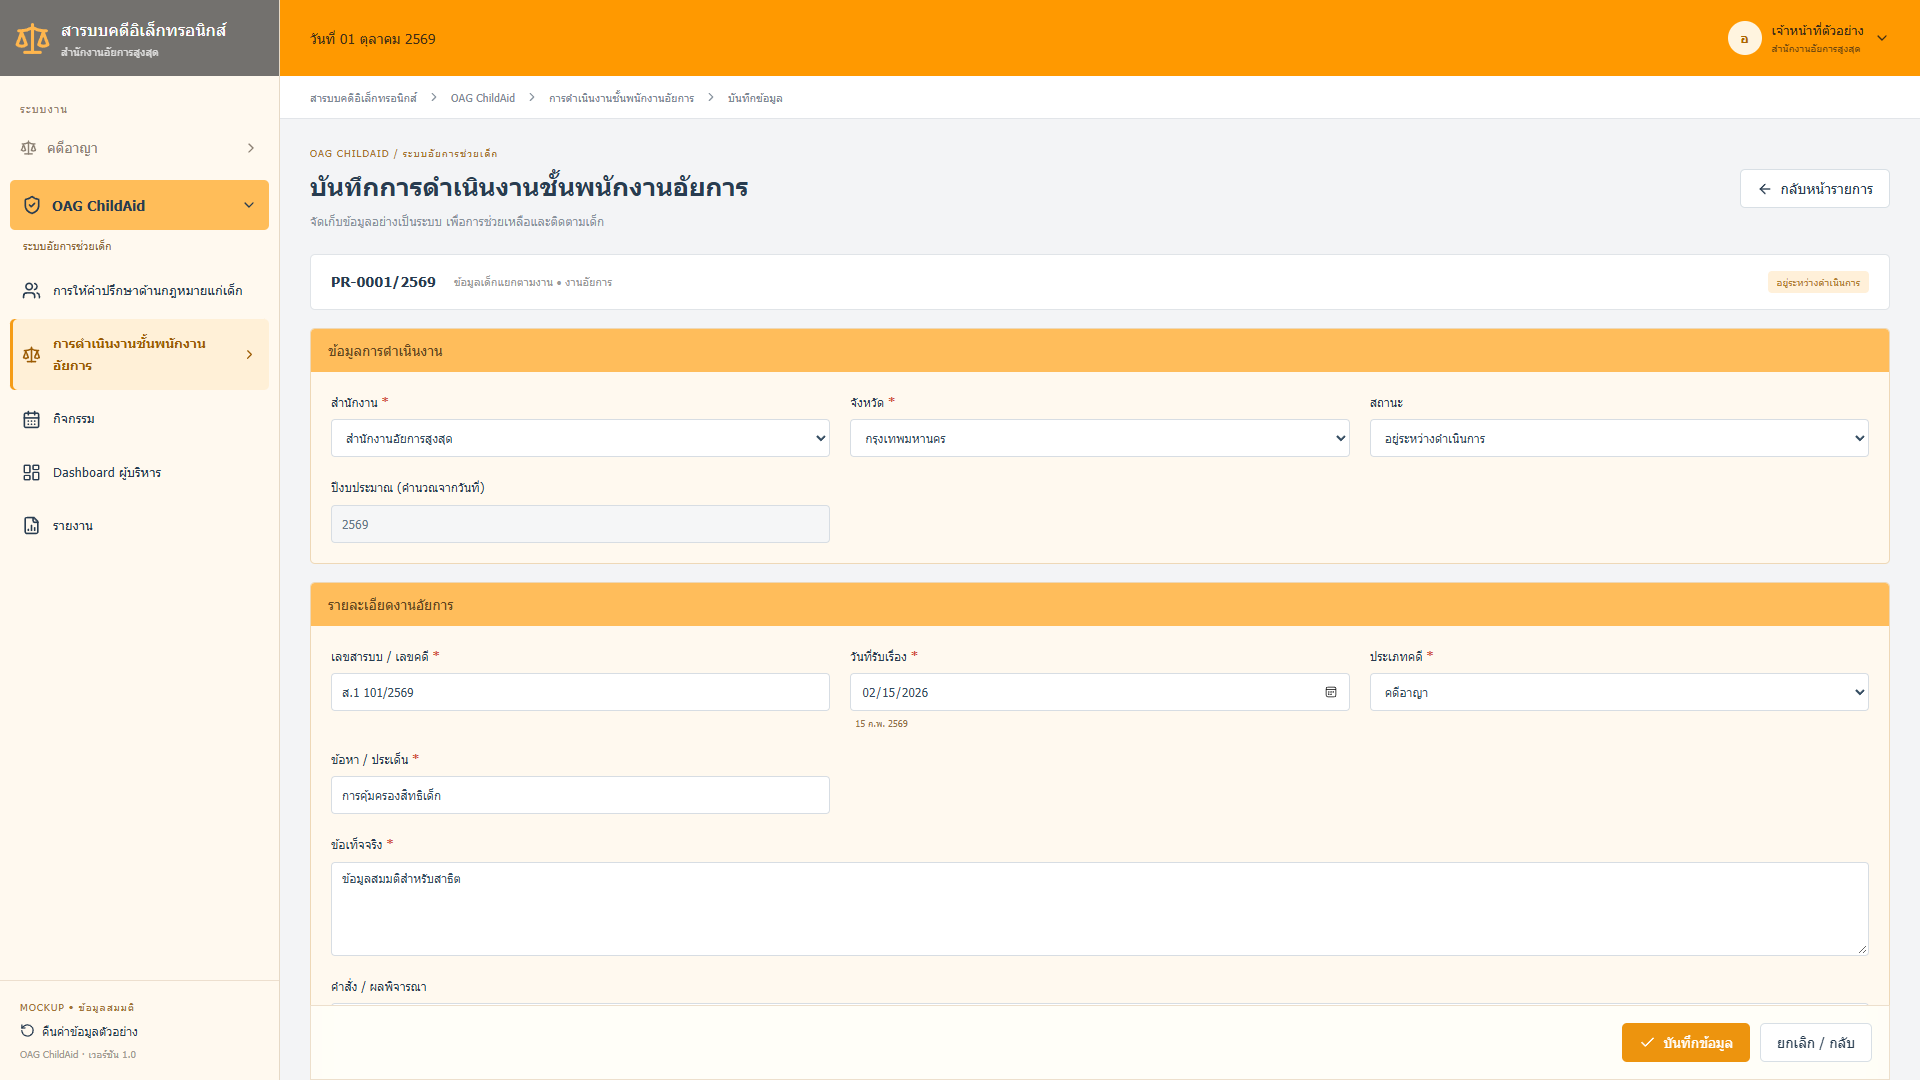 สารบบคดีอิเล็กทรอนิกส์
สำนักงานอัยการสูงสุด
วันที่ 01 ตุลาคม 2569
อ
เจ้าหน้าที่ตัวอย่าง
สำนักงานอัยการสูงสุด
สารบบคดีอิเล็กทรอนิกส์ > OAG ChildAid > การดำเนินงานชั้นพนักงานอัยการ > บันทึกข้อมูล
ระบบงาน
คดีอาญา
OAG ChildAid
ระบบอัยการช่วยเด็ก
การให้คำปรึกษาด้านกฎหมายแก่เด็ก
การดำเนินงานชั้นพนักงาน
อัยการ
กิจกรรม
Dashboard ผู้บริหาร
รายงาน
MOCKUP • ข้อมูลสมมติ
คืนค่าข้อมูลตัวอย่าง
OAG ChildAid · เวอร์ชัน 1.0
OAG CHILDAID / ระบบอัยการช่วยเด็ก
บันทึกการดำเนินงานชั้นพนักงานอัยการ
จัดเก็บข้อมูลอย่างเป็นระบบ เพื่อการช่วยเหลือและติดตามเด็ก
กลับหน้ารายการ
PR-0001/2569 ข้อมูลเด็กแยกตามงาน • งานอัยการ
อยู่ระหว่างดำเนินการ
ข้อมูลการดำเนินงาน
สำนักงาน * จังหวัด * สถานะ
สำนักงานอัยการสูงสุด กรุงเทพมหานคร อยู่ระหว่างดำเนินการ
ปีงบประมาณ (คำนวณจากวันที่)
2569
รายละเอียดงานอัยการ
เลขสารบบ / เลขคดี * วันที่รับเรื่อง * ประเภทคดี *
ส.1 101/2569 02/15/2026 คดีอาญา
15 ก.พ. 2569
ข้อหา / ประเด็น *
การคุ้มครองสิทธิเด็ก
ข้อเท็จจริง *
ข้อมูลสมมติสำหรับสาธิต
คำสั่ง / ผลพิจารณา
บันทึกข้อมูล ยกเลิก / กลับ